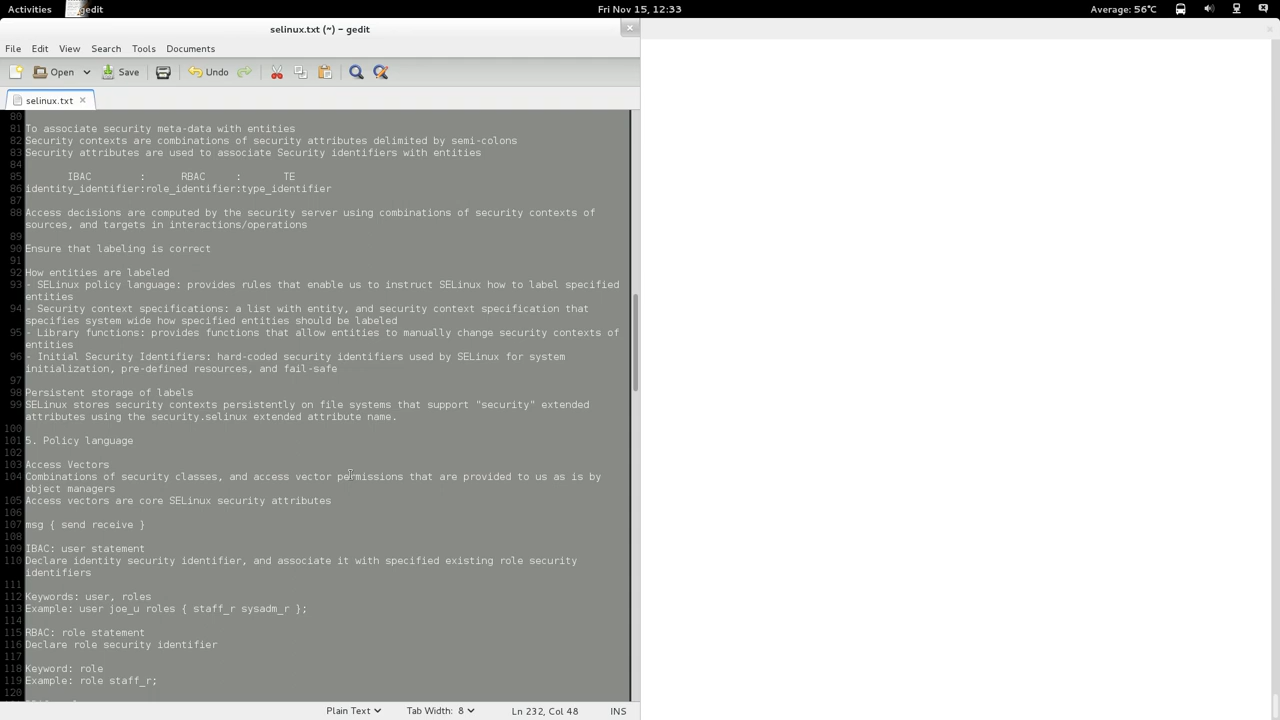 Activities gedit Fri Nov 15, 12:33 Average: 56°C
selinux.txt (~) – gedit
File Edit View Search Tools Documents
Open Save Undo
selinux.txt
80
81 To associate security meta-data with entities
82 Security contexts are combinations of security attributes delimited by semi-colons
83 Security attributes are used to associate Security identifiers with entities
84
85 IBAC : RBAC : TE
86 identity_identifier:role_identifier:type_identifier
87
88 Access decisions are computed by the security server using combinations of security contexts of
sources, and targets in interactions/operations
89
90 Ensure that labeling is correct
91
92 How entities are labeled
93 - SELinux policy language: provides rules that enable us to instruct SELinux how to label specified
entities
94 - Security context specifications: a list with entity, and security context specification that
specifies system wide how specified entities should be labeled
95 - Library functions: provides functions that allow entities to manually change security contexts of
entities
96 - Initial Security Identifiers: hard-coded security identifiers used by SELinux for system
initialization, pre-defined resources, and fail-safe
97
98 Persistent storage of labels
99 SELinux stores security contexts persistently on file systems that support "security" extended
attributes using the security.selinux extended attribute name.
100
101 5. Policy language
102
103 Access Vectors
104 Combinations of security classes, and access vector permissions that are provided to us as is by
object managers
105 Access vectors are core SELinux security attributes
106
107 msg { send receive }
108
109 IBAC: user statement
110 Declare identity security identifier, and associate it with specified existing role security
identifiers
111
112 Keywords: user, roles
113 Example: user joe_u roles { staff_r sysadm_r };
114
115 RBAC: role statement
116 Declare role security identifier
117
118 Keyword: role
119 Example: role staff_r;
120
Plain Text Tab Width: 8 Ln 232, Col 48 INS